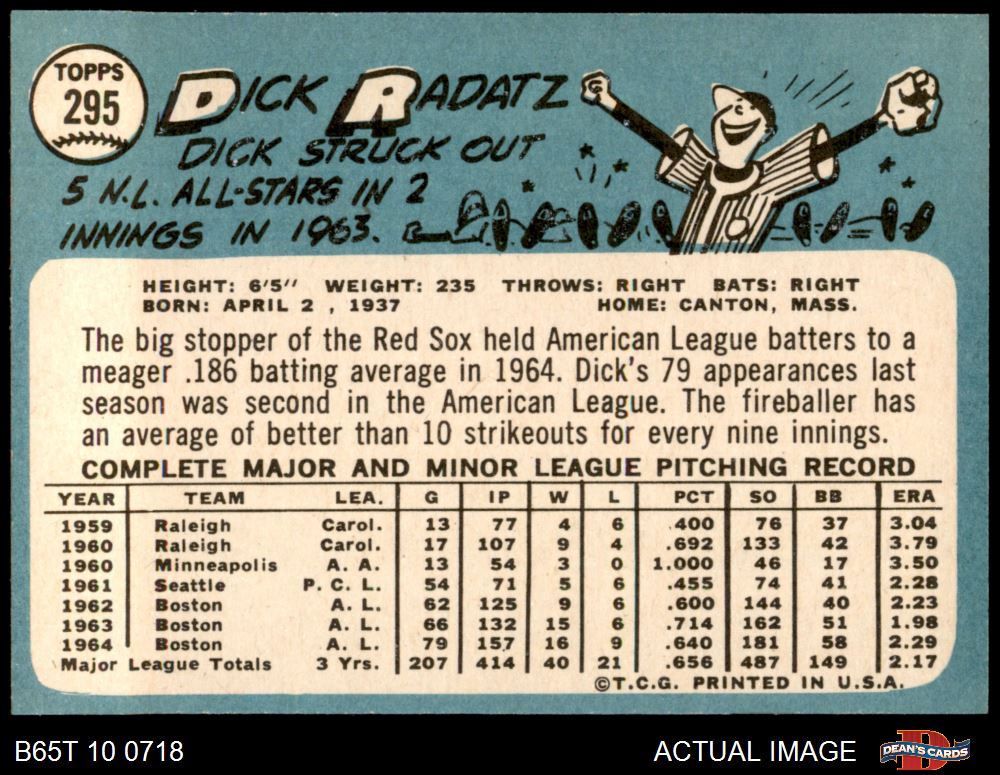 TOPPS
295
DICK RADATZ
DICK STRUCK OUT
5 N.L. ALL-STARS IN 2
INNINGS IN 1963.
HEIGHT: 6'5" WEIGHT: 235 THROWS: RIGHT BATS: RIGHT
BORN: APRIL 2 , 1937 HOME: CANTON, MASS.
The big stopper of the Red Sox held American League batters to a
meager .186 batting average in 1964. Dick's 79 appearances last
season was second in the American League. The fireballer has
an average of better than 10 strikeouts for every nine innings.
COMPLETE MAJOR AND MINOR LEAGUE PITCHING RECORD
YEAR TEAM LEA. G IP W L PCT SO BB ERA
1959 Raleigh Carol. 13 77 4 6 .400 76 37 3.04
1960 Raleigh Carol. 17 107 9 4 .692 133 42 3.79
1960 Minneapolis A. A. 13 54 3 0 1.000 46 17 3.50
1961 Seattle P. C. L. 54 71 5 6 .455 74 41 2.28
1962 Boston A. L. 62 125 9 6 .600 144 40 2.23
1963 Boston A. L. 66 132 15 6 .714 162 51 1.98
1964 Boston A. L. 79 157 16 9 .640 181 58 2.29
Major League Totals 3 Yrs. 207 414 40 21 .656 487 149 2.17
©T.C.G. PRINTED IN U.S.A.
B65T 10 0718 ACTUAL IMAGE DEAN'S CARDS